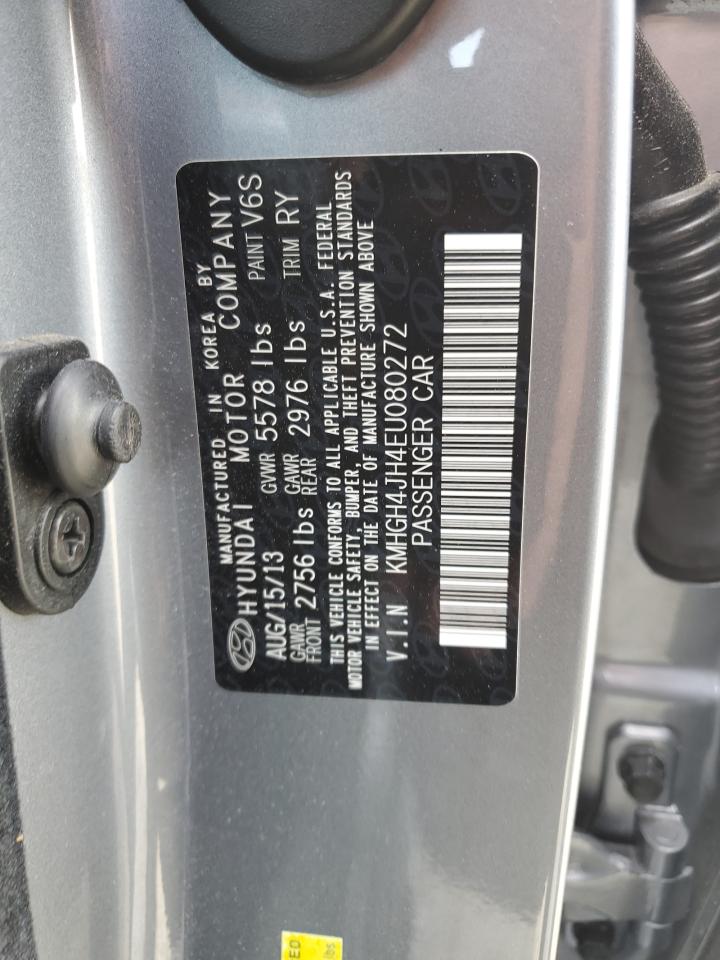 MANUFACTURED IN KOREA BY
HYUNDAI MOTOR COMPANY
AUG/15/13 GVWR 5578 lbs PAINT V6S
GAWR FRONT 2756 lbs GAWR REAR 2976 lbs TRIM RY
THIS VEHICLE CONFORMS TO ALL APPLICABLE U.S.A. FEDERAL
MOTOR VEHICLE SAFETY, BUMPER, AND THEFT PREVENTION STANDARDS
IN EFFECT ON THE DATE OF MANUFACTURE SHOWN ABOVE
V.I.N KMHGH4JH4EU080272
PASSENGER CAR
ED
lbs